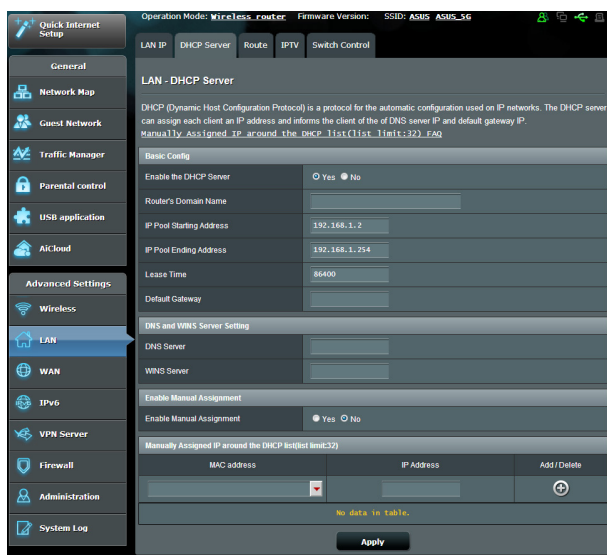 Quick Internet Setup
Operation Mode: Wireless router Firmware Version: SSID: ASUS ASUS_5G
LAN IP DHCP Server Route IPTV Switch Control
General
Network Map
Guest Network
Traffic Manager
Parental control
USB application
AiCloud
Advanced Settings
Wireless
LAN
WAN
IPv6
VPN Server
Firewall
Administration
System Log
LAN - DHCP Server
DHCP (Dynamic Host Configuration Protocol) is a protocol for the automatic configuration used on IP networks. The DHCP server
can assign each client an IP address and informs the client of the of DNS server IP and default gateway IP.
Manually Assigned IP around the DHCP list(list limit:32) FAQ
Basic Config
Enable the DHCP Server Yes No
Router's Domain Name
IP Pool Starting Address 192.168.1.2
IP Pool Ending Address 192.168.1.254
Lease Time 86400
Default Gateway
DNS and WINS Server Setting
DNS Server
WINS Server
Enable Manual Assignment
Enable Manual Assignment Yes No
Manually Assigned IP around the DHCP list(list limit:32)
MAC address IP Address Add / Delete
No data in table.
Apply